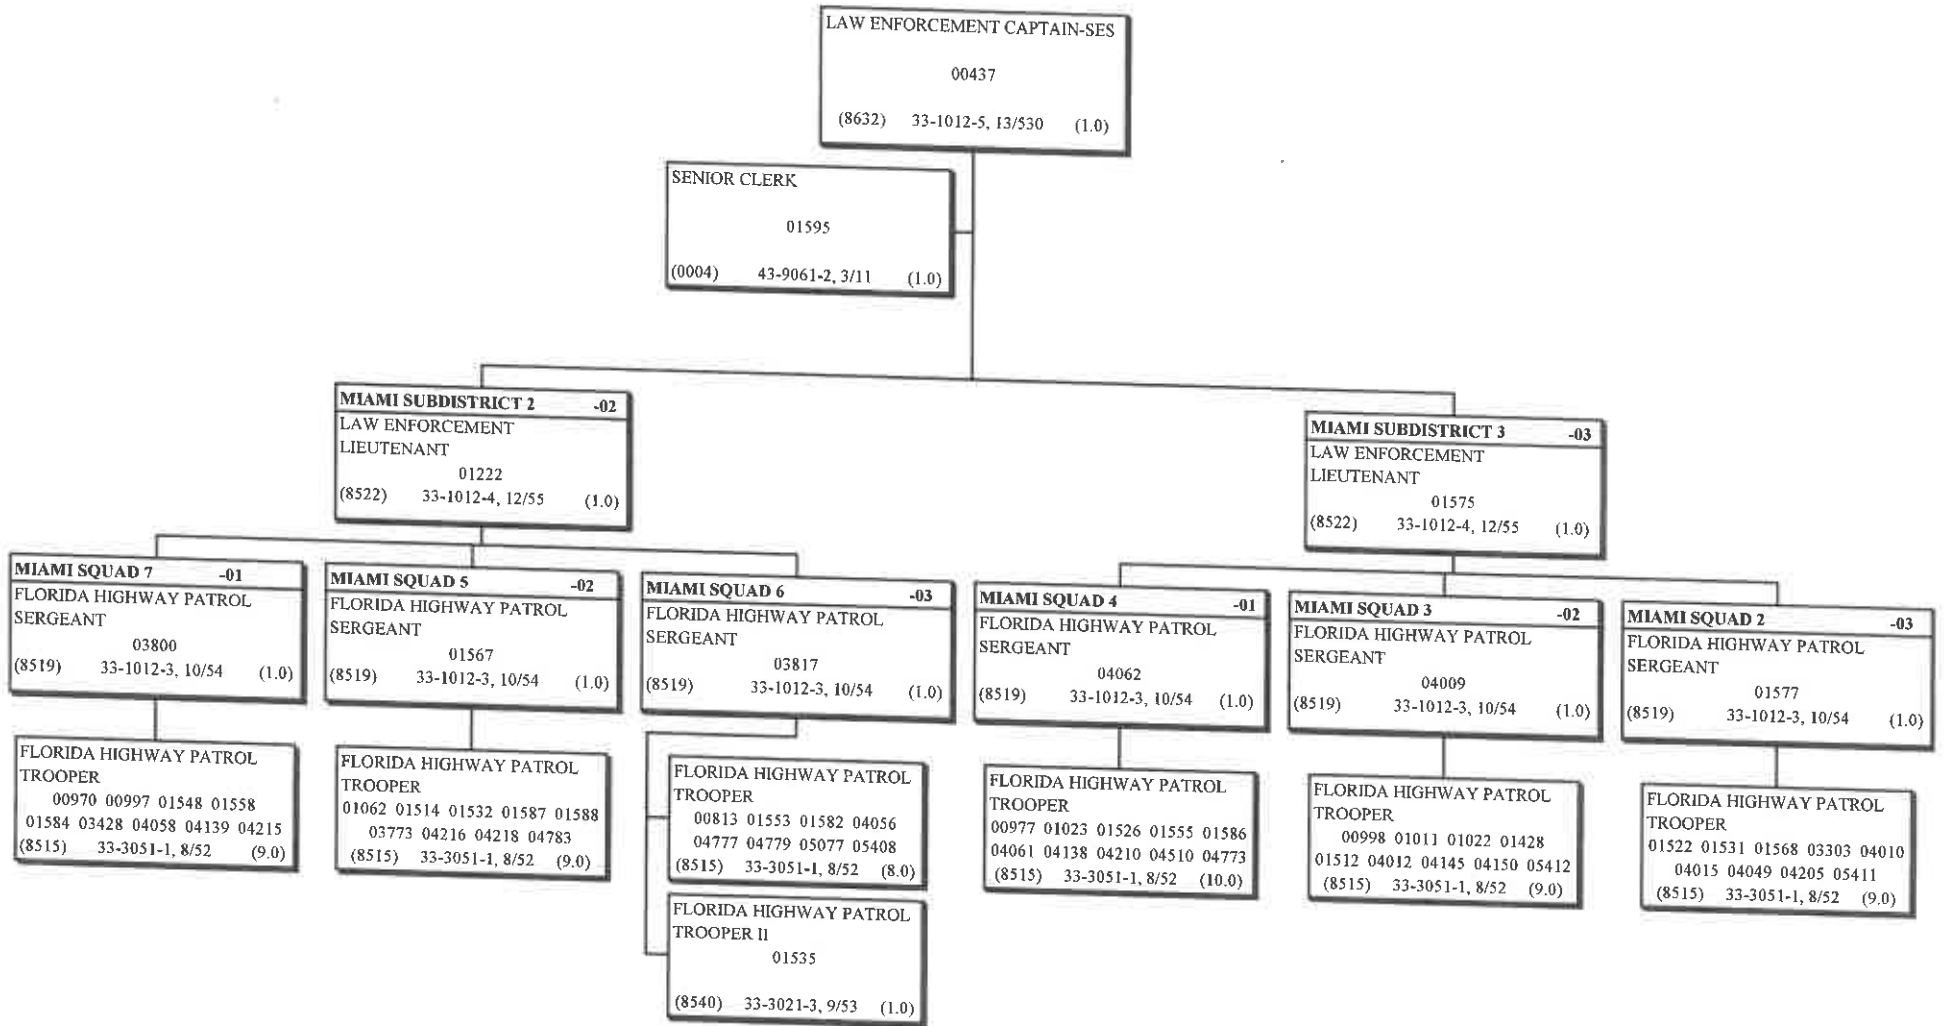 LAW ENFORCEMENT CAPTAIN-SES
00437
(8632) 33-1012-5, 13/530 (1.0)
SENIOR CLERK
01595
(0004) 43-9061-2, 3/11 (1.0)
MIAMI SUBDISTRICT 2 -02
LAW ENFORCEMENT
LIEUTENANT
01222
(8522) 33-1012-4, 12/55 (1.0)
MIAMI SUBDISTRICT 3 -03
LAW ENFORCEMENT
LIEUTENANT
01575
(8522) 33-1012-4, 12/55 (1.0)
MIAMI SQUAD 7 -01
FLORIDA HIGHWAY PATROL
SERGEANT
03800
(8519) 33-1012-3, 10/54 (1.0)
MIAMI SQUAD 5 -02
FLORIDA HIGHWAY PATROL
SERGEANT
01567
(8519) 33-1012-3, 10/54 (1.0)
MIAMI SQUAD 6 -03
FLORIDA HIGHWAY PATROL
SERGEANT
03817
(8519) 33-1012-3, 10/54 (1.0)
MIAMI SQUAD 4 -01
FLORIDA HIGHWAY PATROL
SERGEANT
04062
(8519) 33-1012-3, 10/54 (1.0)
MIAMI SQUAD 3 -02
FLORIDA HIGHWAY PATROL
SERGEANT
04009
(8519) 33-1012-3, 10/54 (1.0)
MIAMI SQUAD 2 -03
FLORIDA HIGHWAY PATROL
SERGEANT
01577
(8519) 33-1012-3, 10/54 (1.0)
FLORIDA HIGHWAY PATROL
TROOPER
00970 00997 01548 01558
01584 03428 04058 04139 04215
(8515) 33-3051-1, 8/52 (9.0)
FLORIDA HIGHWAY PATROL
TROOPER
01062 01514 01532 01587 01588
03773 04216 04218 04783
(8515) 33-3051-1, 8/52 (9.0)
FLORIDA HIGHWAY PATROL
TROOPER
00813 01553 01582 04056
04777 04779 05077 05408
(8515) 33-3051-1, 8/52 (8.0)
FLORIDA HIGHWAY PATROL
TROOPER II
01535
(8540) 33-3021-3, 9/53 (1.0)
FLORIDA HIGHWAY PATROL
TROOPER
00977 01023 01526 01555 01586
04061 04138 04210 04510 04773
(8515) 33-3051-1, 8/52 (10.0)
FLORIDA HIGHWAY PATROL
TROOPER
00998 01011 01022 01428
01512 04012 04145 04150 05412
(8515) 33-3051-1, 8/52 (9.0)
FLORIDA HIGHWAY PATROL
TROOPER
01522 01531 01568 03303 04010
04015 04049 04205 05411
(8515) 33-3051-1, 8/52 (9.0)